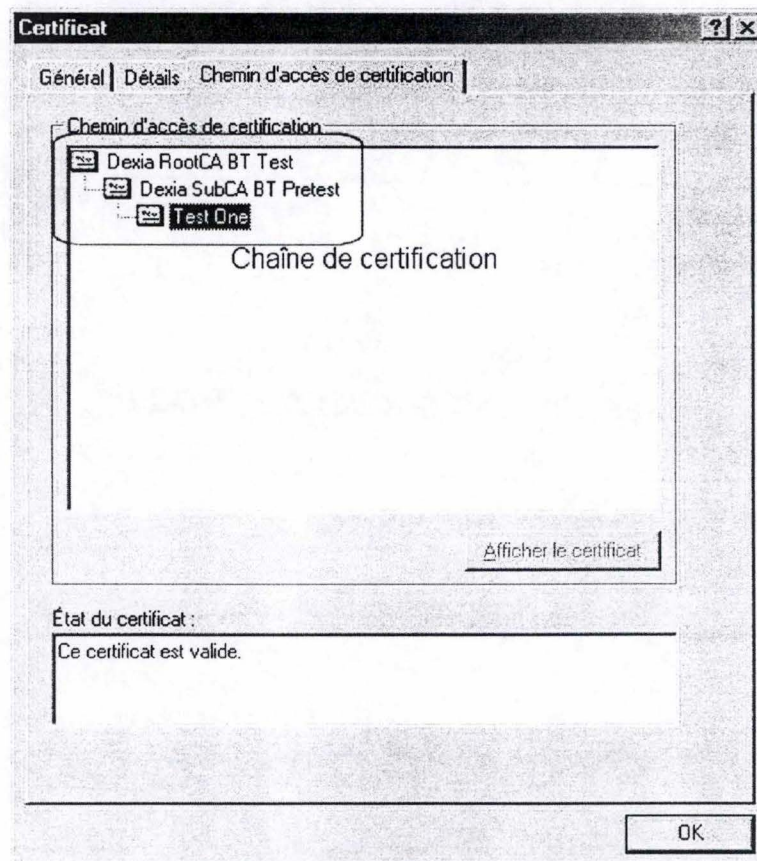 Certificat
Général Détails Chemin d'accès de certification
Chemin d'accès de certification
Dexia RootCA BT Test
Dexia SubCA BT Pretest
Test One
Chaîne de certification
Afficher le certificat
État du certificat :
Ce certificat est valide.
OK